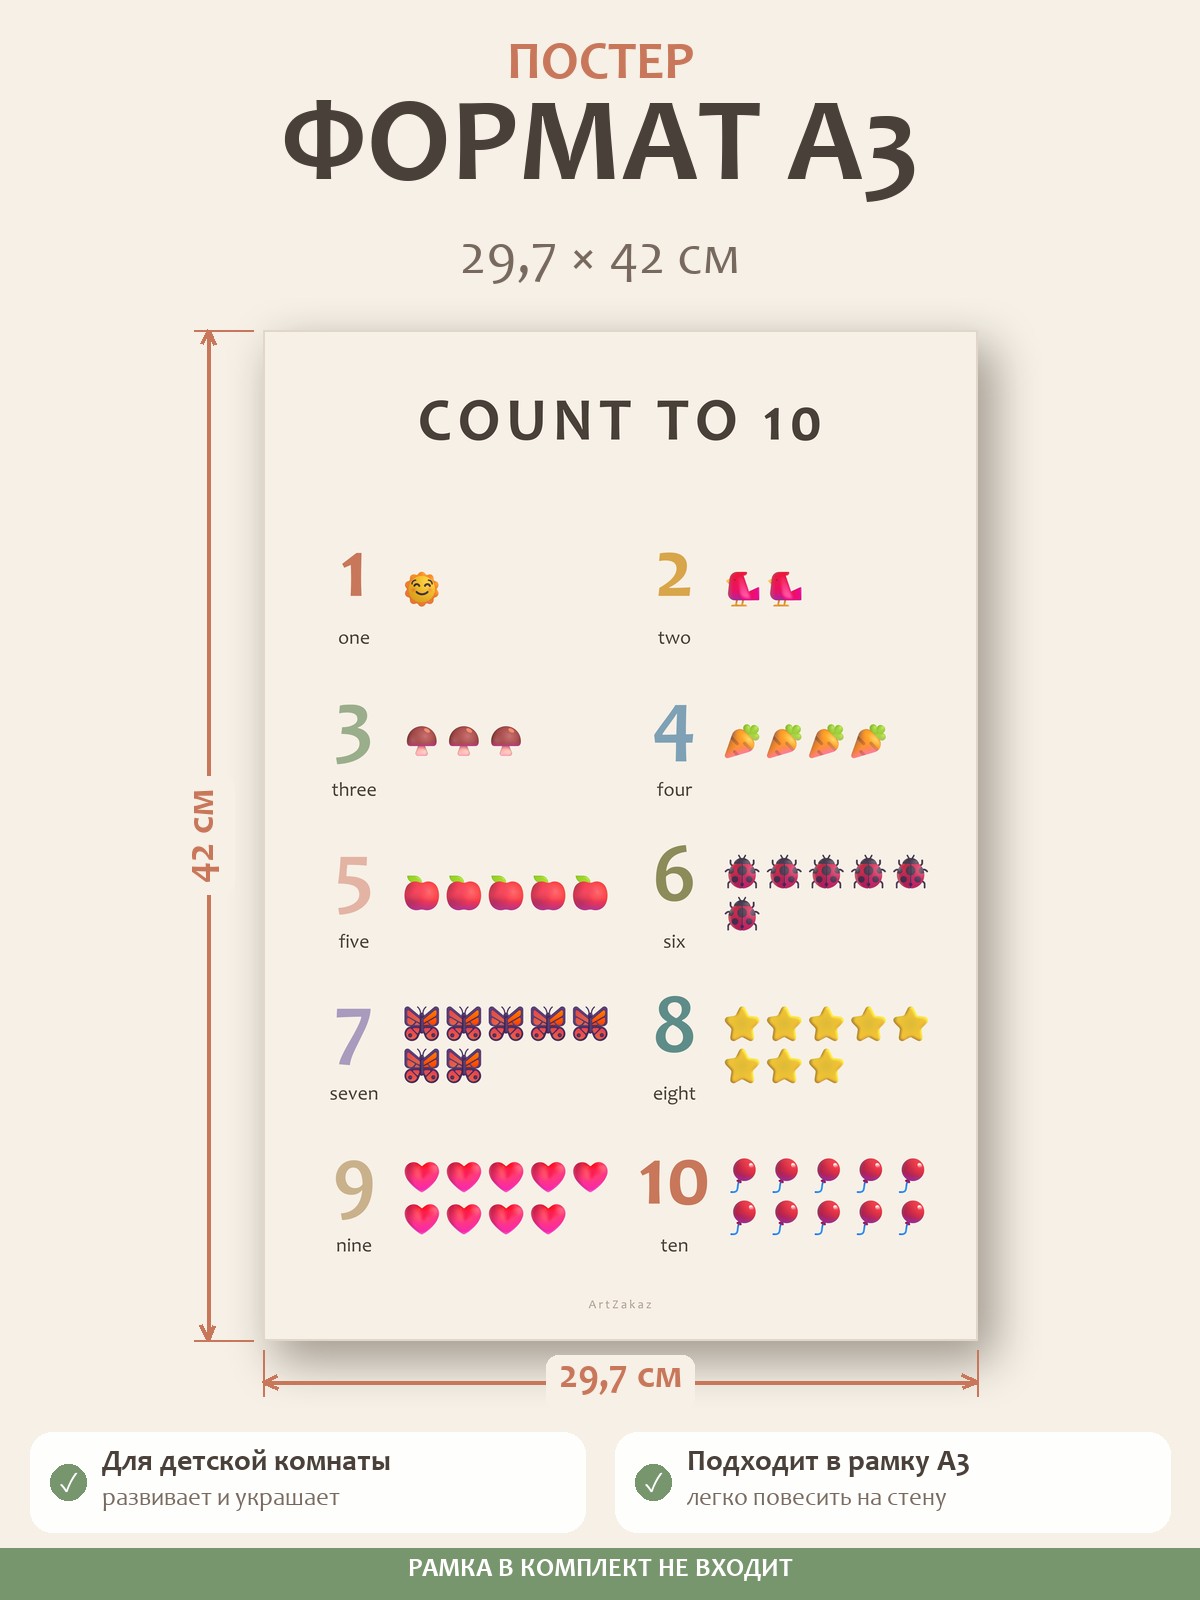 ПОСТЕР
ФОРМАТ А3
29,7 × 42 см
COUNT TO 10
1
one
2
two
3
three
4
four
5
five
6
six
7
seven
8
eight
9
nine
10
ten
ArtZakaz
42 см
29,7 см
Для детской комнаты
развивает и украшает
Подходит в рамку А3
легко повесить на стену
РАМКА В КОМПЛЕКТ НЕ ВХОДИТ